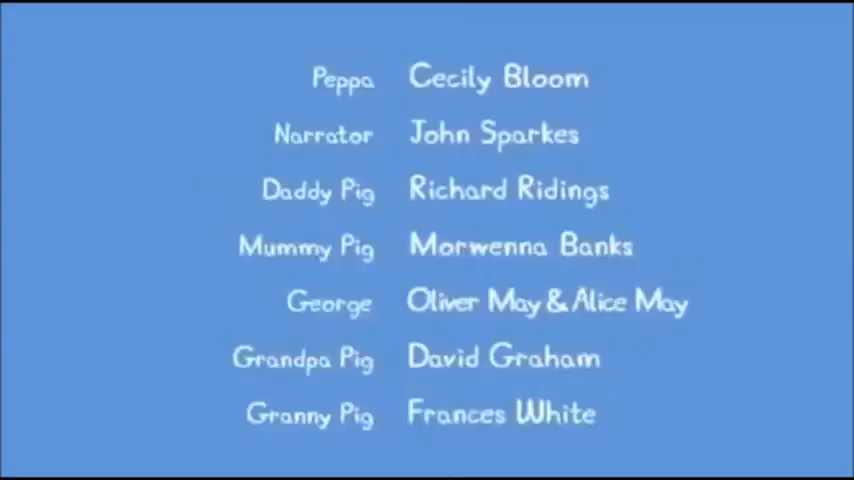 Peppa Cecily Bloom
Narrator John Sparkes
Daddy Pig Richard Ridings
Mummy Pig Morwenna Banks
George Oliver May & Alice May
Grandpa Pig David Graham
Granny Pig Frances White